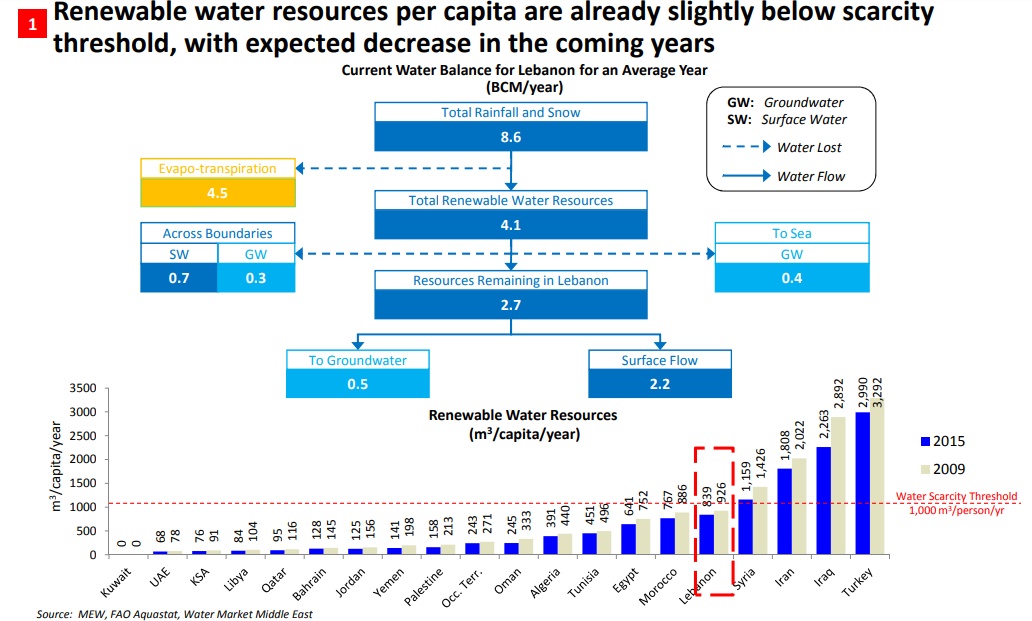 1
Renewable water resources per capita are already slightly below scarcity
threshold, with expected decrease in the coming years
Current Water Balance for Lebanon for an Average Year
(BCM/year)
GW: Groundwater
SW: Surface Water
Water Lost
Water Flow
Total Rainfall and Snow
8.6
Evapo-transpiration
4.5
Total Renewable Water Resources
4.1
Across Boundaries
SW GW
0.7 0.3
To Sea
GW
0.4
Resources Remaining in Lebanon
2.7
To Groundwater
0.5
Surface Flow
2.2
Renewable Water Resources
(m³/capita/year)
m³/capita/year
3500
3000
2500
2000
1500
1000
500
0
0 0
68 78
76 91
84 104
95 116
128 145
125 156
141 198
158 213
243 271
245 333
391 440
451 496
641 752
767 886
839 926
1,159 1,426
1,808 2,022
2,263 2,892
2,990 3,292
Kuwait
UAE
KSA
Libya
Qatar
Bahrain
Jordan
Yemen
Palestine
Occ. Terr.
Oman
Algeria
Tunisia
Egypt
Morocco
Lebanon
Syria
Iran
Iraq
Turkey
2015
2009
Water Scarcity Threshold
1,000 m³/person/yr
Source: MEW, FAO Aquastat, Water Market Middle East